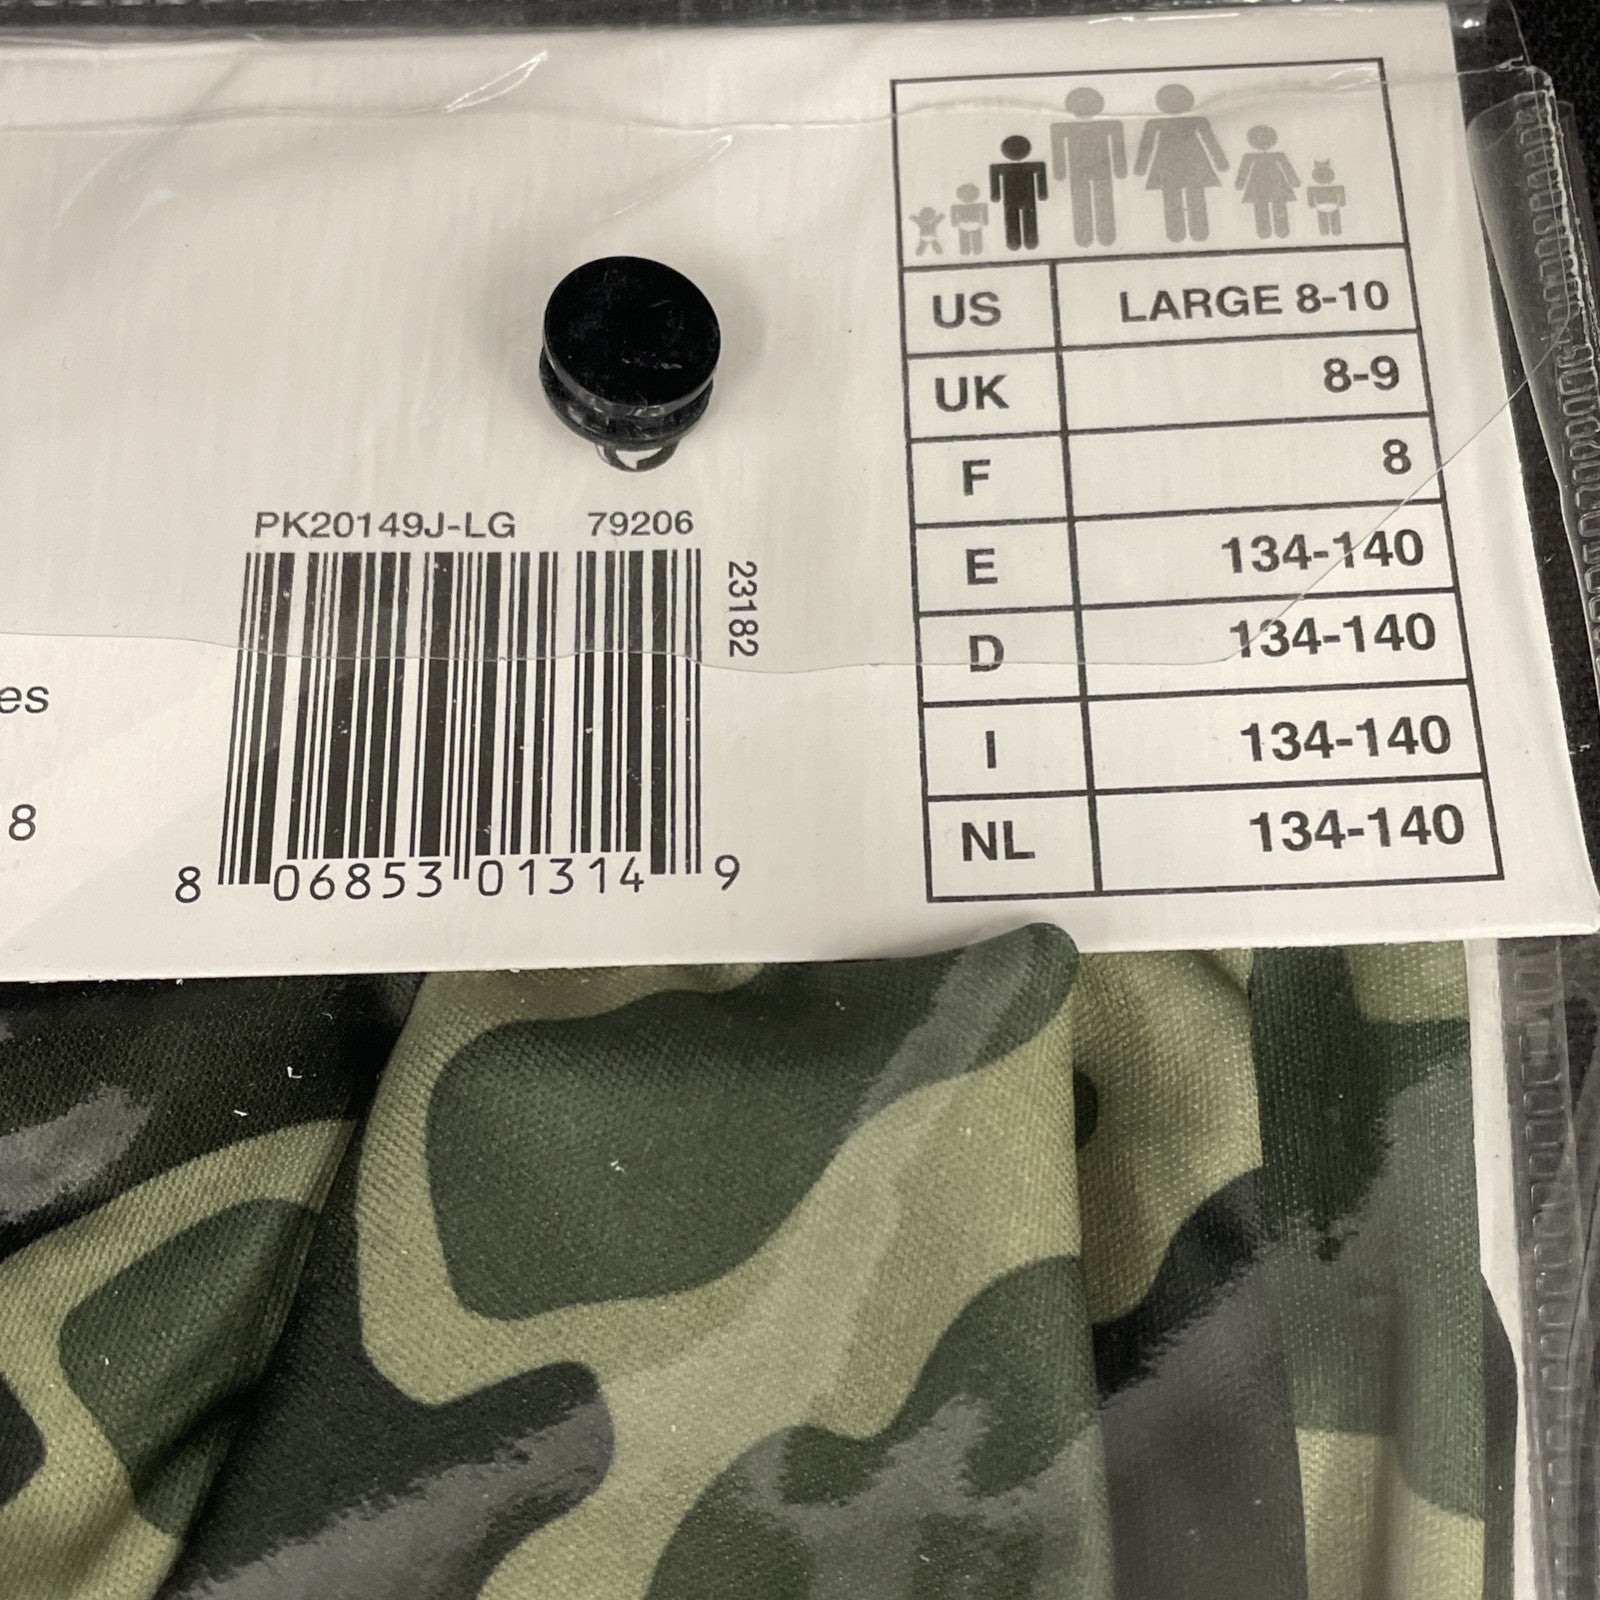 US LARGE 8-10
UK 8-9
F 8
E 134-140
D 134-140
I 134-140
NL 134-140
PK20149J-LG 79206
23182
8 06853 01314 9
es
8